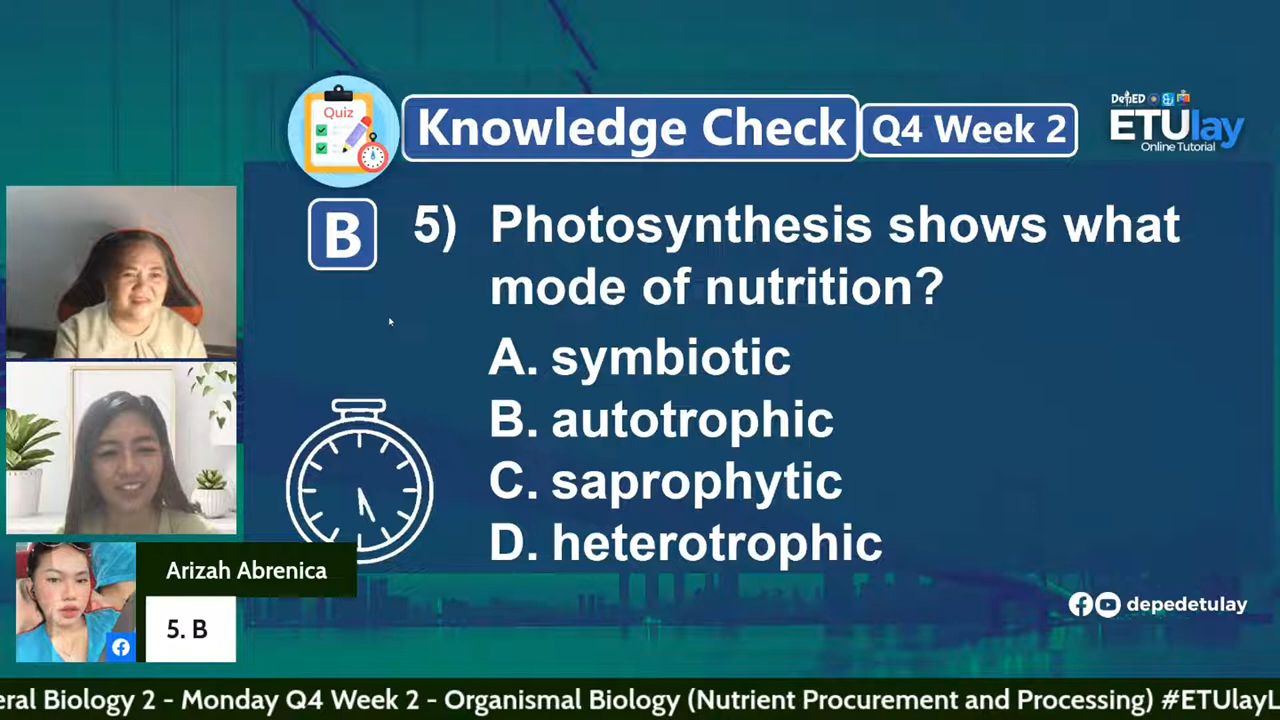 Quiz
Knowledge Check
Q4 Week 2
DepED
ETUlay
Online Tutorial
B
5) Photosynthesis shows what
mode of nutrition?
A. symbiotic
B. autotrophic
C. saprophytic
D. heterotrophic
Arizah Abrenica
5. B
depedetulay
eral Biology 2 - Monday Q4 Week 2 - Organismal Biology (Nutrient Procurement and Processing) #ETUlayL